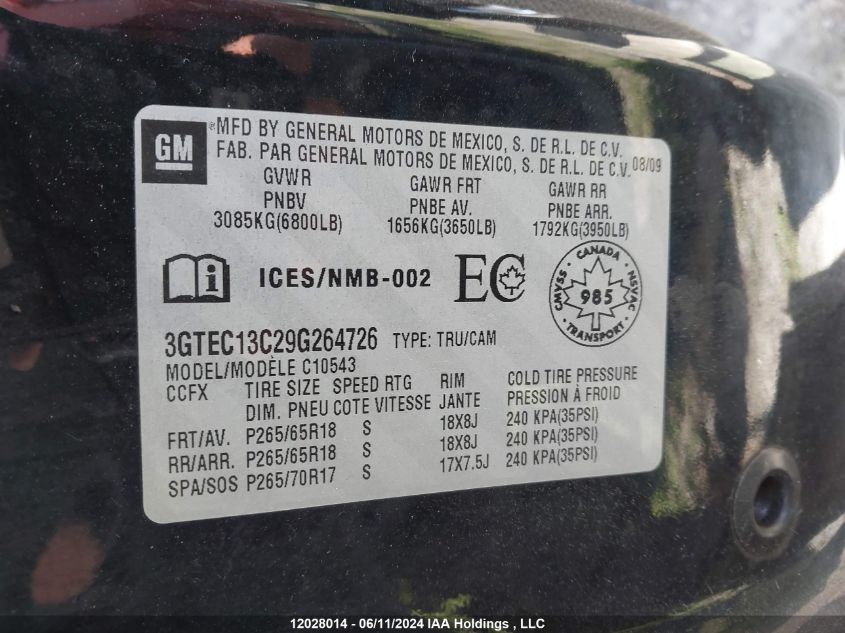 GM
MFD BY GENERAL MOTORS DE MEXICO, S. DE R.L. DE C.V.
FAB. PAR GENERAL MOTORS DE MEXICO, S. DE R.L. DE C.V. 08/09
GVWR GAWR FRT GAWR RR
PNBV PNBE AV. PNBE ARR.
3085KG(6800LB) 1656KG(3650LB) 1792KG(3950LB)
i ICES/NMB-002 EC CANADA CMVSS 985 NSVAC TRANSPORT
3GTEC13C29G264726 TYPE: TRU/CAM
MODEL/MODÈLE C10543
CCFX TIRE SIZE SPEED RTG RIM COLD TIRE PRESSURE
DIM. PNEU COTE VITESSE JANTE PRESSION À FROID
FRT/AV. P265/65R18 S 18X8J 240 KPA(35PSI)
RR/ARR. P265/65R18 S 18X8J 240 KPA(35PSI)
SPA/SOS P265/70R17 S 17X7.5J 240 KPA(35PSI)
12028014 - 06/11/2024 IAA Holdings , LLC